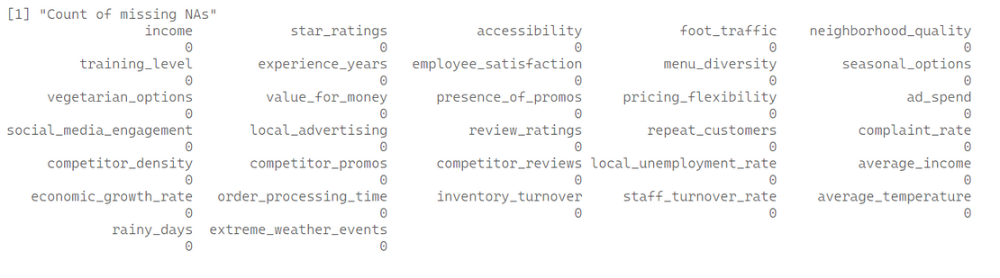 [1] "Count of missing NAs"
income star_ratings accessibility foot_traffic neighborhood_quality
0 0 0 0 0
training_level experience_years employee_satisfaction menu_diversity seasonal_options
0 0 0 0 0
vegetarian_options value_for_money presence_of_promos pricing_flexibility ad_spend
0 0 0 0 0
social_media_engagement local_advertising review_ratings repeat_customers complaint_rate
0 0 0 0 0
competitor_density competitor_promos competitor_reviews local_unemployment_rate average_income
0 0 0 0 0
economic_growth_rate order_processing_time inventory_turnover staff_turnover_rate average_temperature
0 0 0 0 0
rainy_days extreme_weather_events
0 0